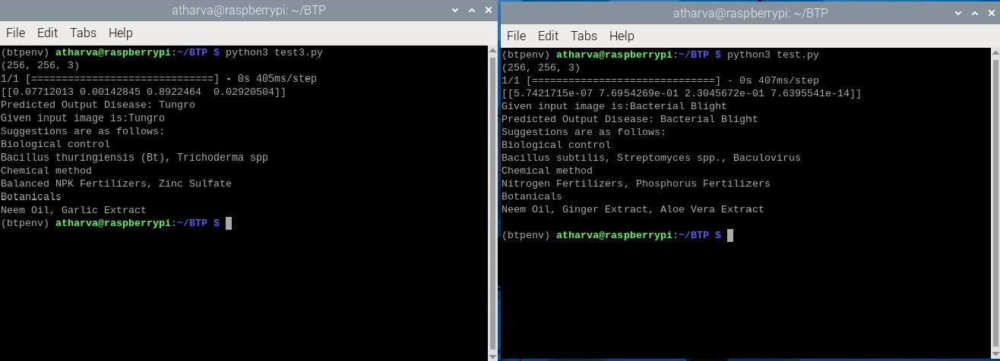 atharva@raspberrypi: ~/BTP
File Edit Tabs Help
(btpenv) atharva@raspberrypi:~/BTP $ python3 test3.py
(256, 256, 3)
1/1 [==============================] - 0s 405ms/step
[[0.07712013 0.00142845 0.8922464  0.02920504]]
Predicted Output Disease: Tungro
Given input image is:Tungro
Suggestions are as follows:
Biological control
Bacillus thuringiensis (Bt), Trichoderma spp
Chemical method
Balanced NPK Fertilizers, Zinc Sulfate
Botanicals
Neem Oil, Garlic Extract
(btpenv) atharva@raspberrypi:~/BTP $
atharva@raspberrypi: ~/BTP
File Edit Tabs Help
(btpenv) atharva@raspberrypi:~/BTP $ python3 test.py
(256, 256, 3)
1/1 [==============================] - 0s 407ms/step
[[5.7421715e-07 7.6954269e-01 2.3045672e-01 7.6395541e-14]]
Given input image is:Bacterial Blight
Predicted Output Disease: Bacterial Blight
Suggestions are as follows:
Biological control
Bacillus subtilis, Streptomyces spp., Baculovirus
Chemical method
Nitrogen Fertilizers, Phosphorus Fertilizers
Botanicals
Neem Oil, Ginger Extract, Aloe Vera Extract
(btpenv) atharva@raspberrypi:~/BTP $